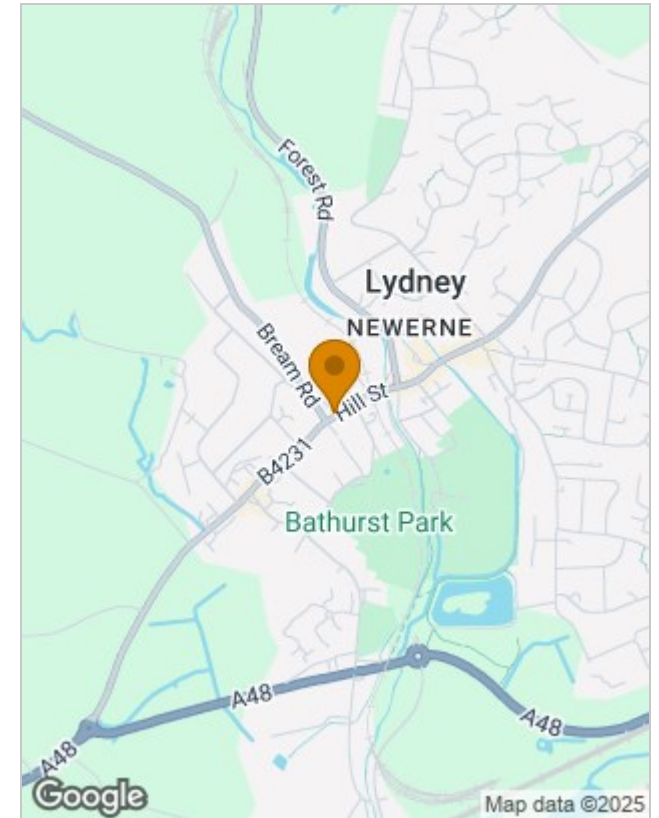 Forest Rd
Lydney
NEWERNE
Bream Rd
Hill St
B4231
Bathurst Park
A48
A48
A48
Google
Map data ©2025